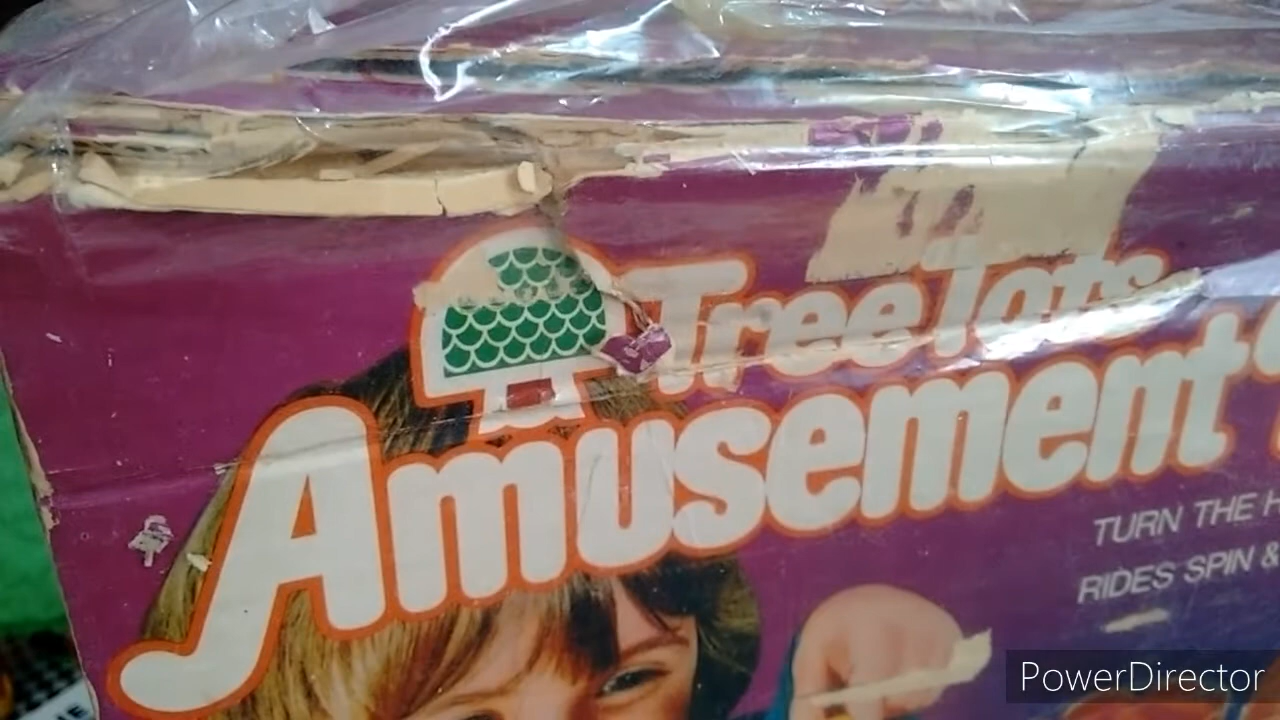 Tree Tots
Amusement
TURN THE H
RIDES SPIN &
PowerDirector